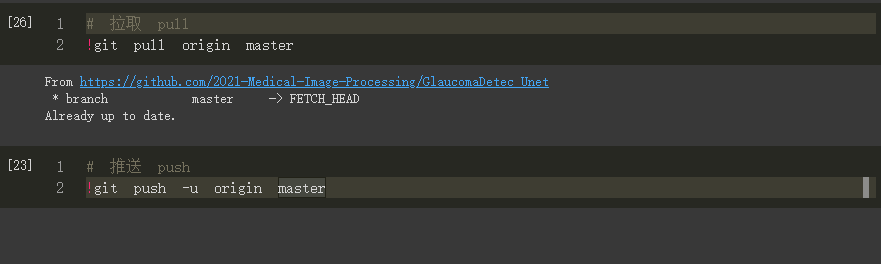 [26] 1 # 拉取 pull
2 !git pull origin master
From https://github.com/2021-Medical-Image-Processing/GlaucomaDetec_Unet
* branch master -> FETCH_HEAD
Already up to date.
[23] 1 # 推送 push
2 !git push -u origin master